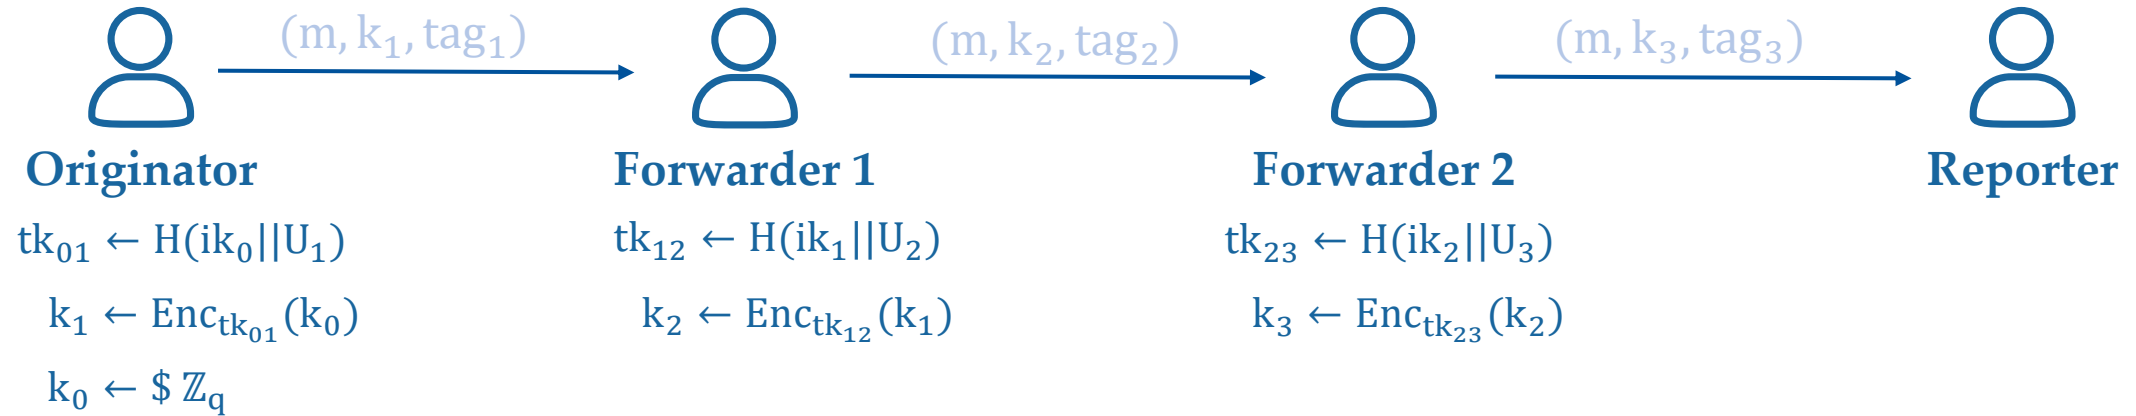 (m, k₁, tag₁)
(m, k₂, tag₂)
(m, k₃, tag₃)
Originator
Forwarder 1
Forwarder 2
Reporter
tk₀₁ ← H(ik₀||U₁)
k₁ ← Enc_tk₀₁(k₀)
k₀ ← $ ℤ_q
tk₁₂ ← H(ik₁||U₂)
k₂ ← Enc_tk₁₂(k₁)
tk₂₃ ← H(ik₂||U₃)
k₃ ← Enc_tk₂₃(k₂)